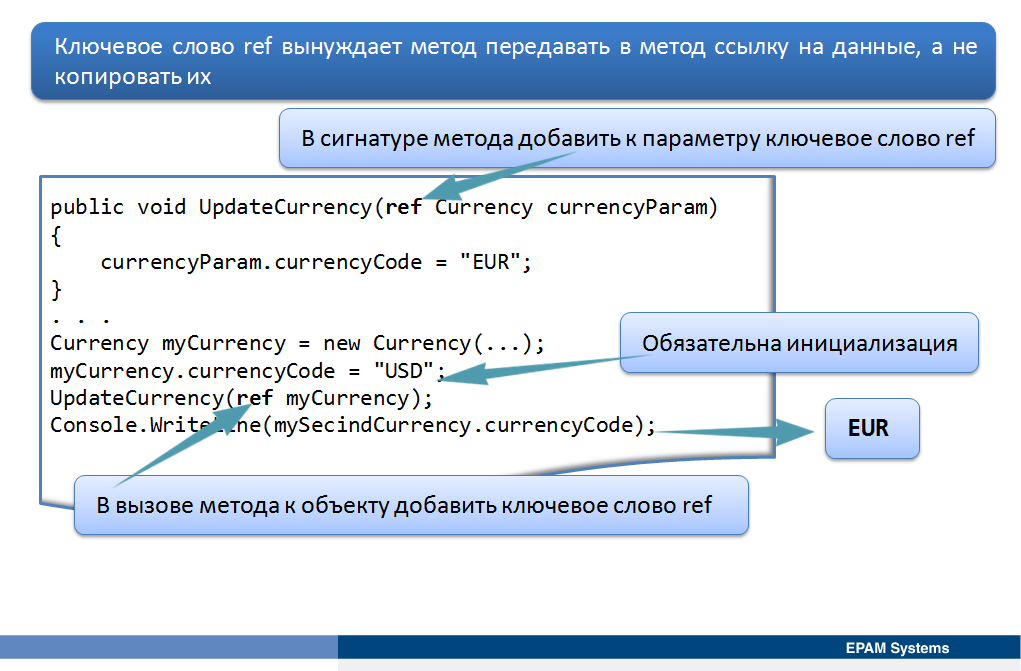 Ключевое слово ref вынуждает метод передавать в метод ссылку на данные, а не
копировать их
В сигнатуре метода добавить к параметру ключевое слово ref
public void UpdateCurrency(ref Currency currencyParam)
{
currencyParam.currencyCode = "EUR";
}
. . .
Currency myCurrency = new Currency(...);
Обязательна инициализация
myCurrency.currencyCode = "USD";
UpdateCurrency(ref myCurrency);
Console.WriteLine(mySecindCurrency.currencyCode);
EUR
В вызове метода к объекту добавить ключевое слово ref
EPAM Systems